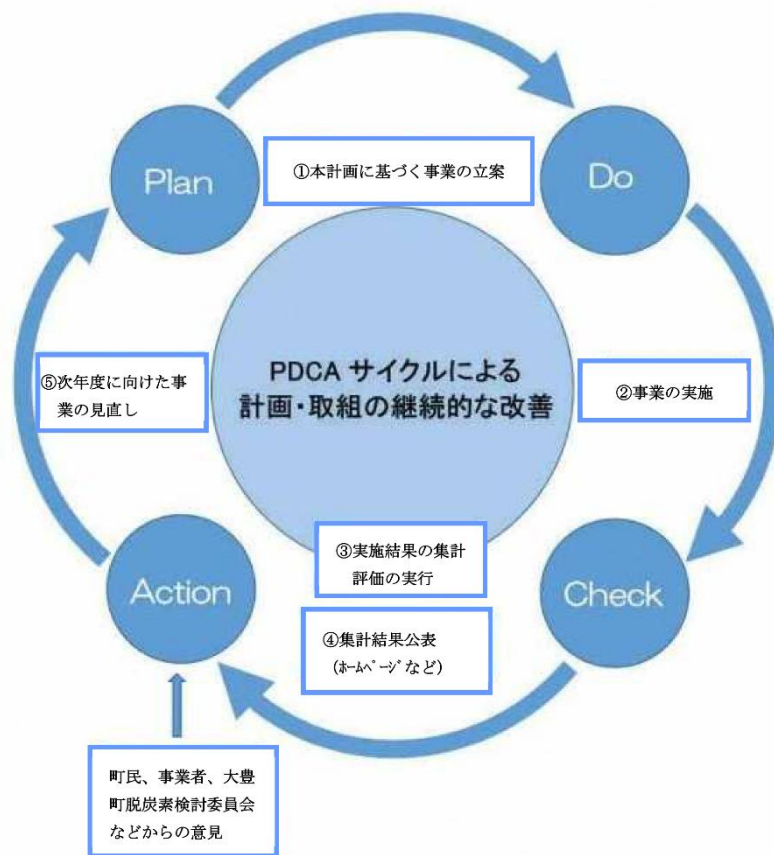 Plan
①本計画に基づく事業の立案
Do
PDCA サイクルによる
計画・取組の継続的な改善
⑤次年度に向けた事
業の見直し
②事業の実施
③実施結果の集計
評価の実行
④集計結果公表
(ﾎｰﾑﾍﾟｰｼﾞなど)
Action
Check
町民、事業者、大豊
町脱炭素検討委員会
などからの意見